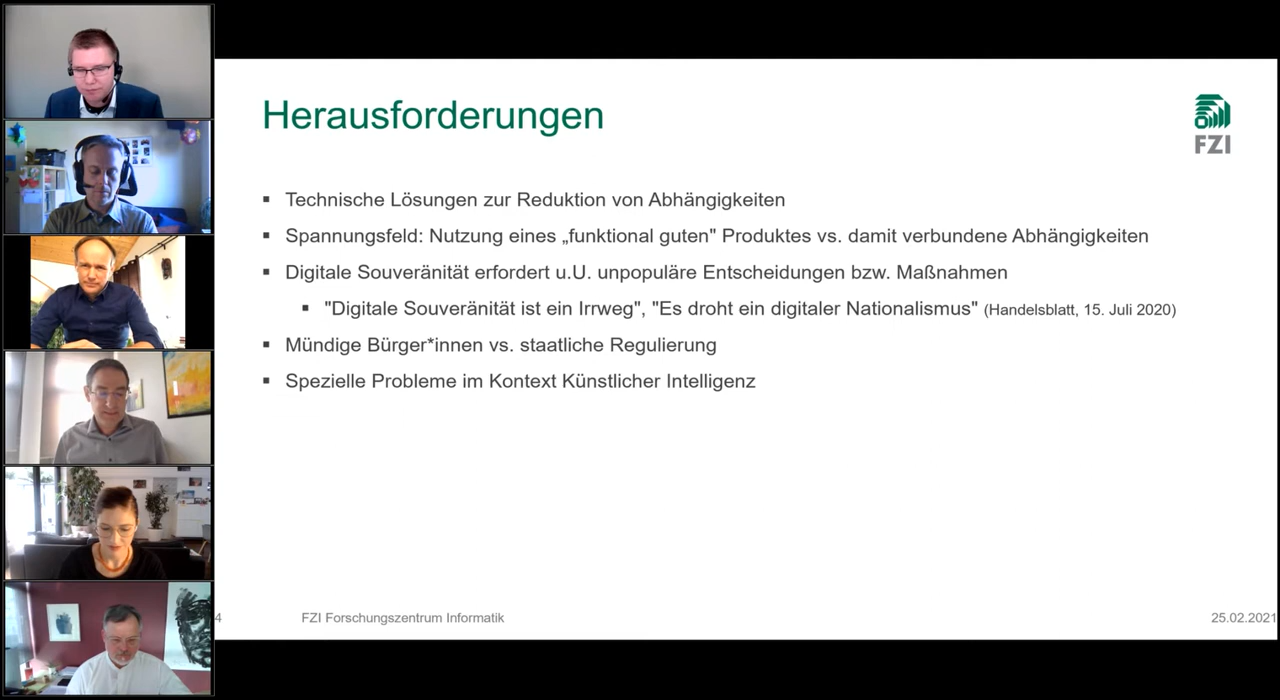 Herausforderungen
FZI
▪ Technische Lösungen zur Reduktion von Abhängigkeiten
▪ Spannungsfeld: Nutzung eines „funktional guten" Produktes vs. damit verbundene Abhängigkeiten
▪ Digitale Souveränität erfordert u.U. unpopuläre Entscheidungen bzw. Maßnahmen
▪ "Digitale Souveränität ist ein Irrweg", "Es droht ein digitaler Nationalismus" (Handelsblatt, 15. Juli 2020)
▪ Mündige Bürger*innen vs. staatliche Regulierung
▪ Spezielle Probleme im Kontext Künstlicher Intelligenz
4 FZI Forschungszentrum Informatik 25.02.2021